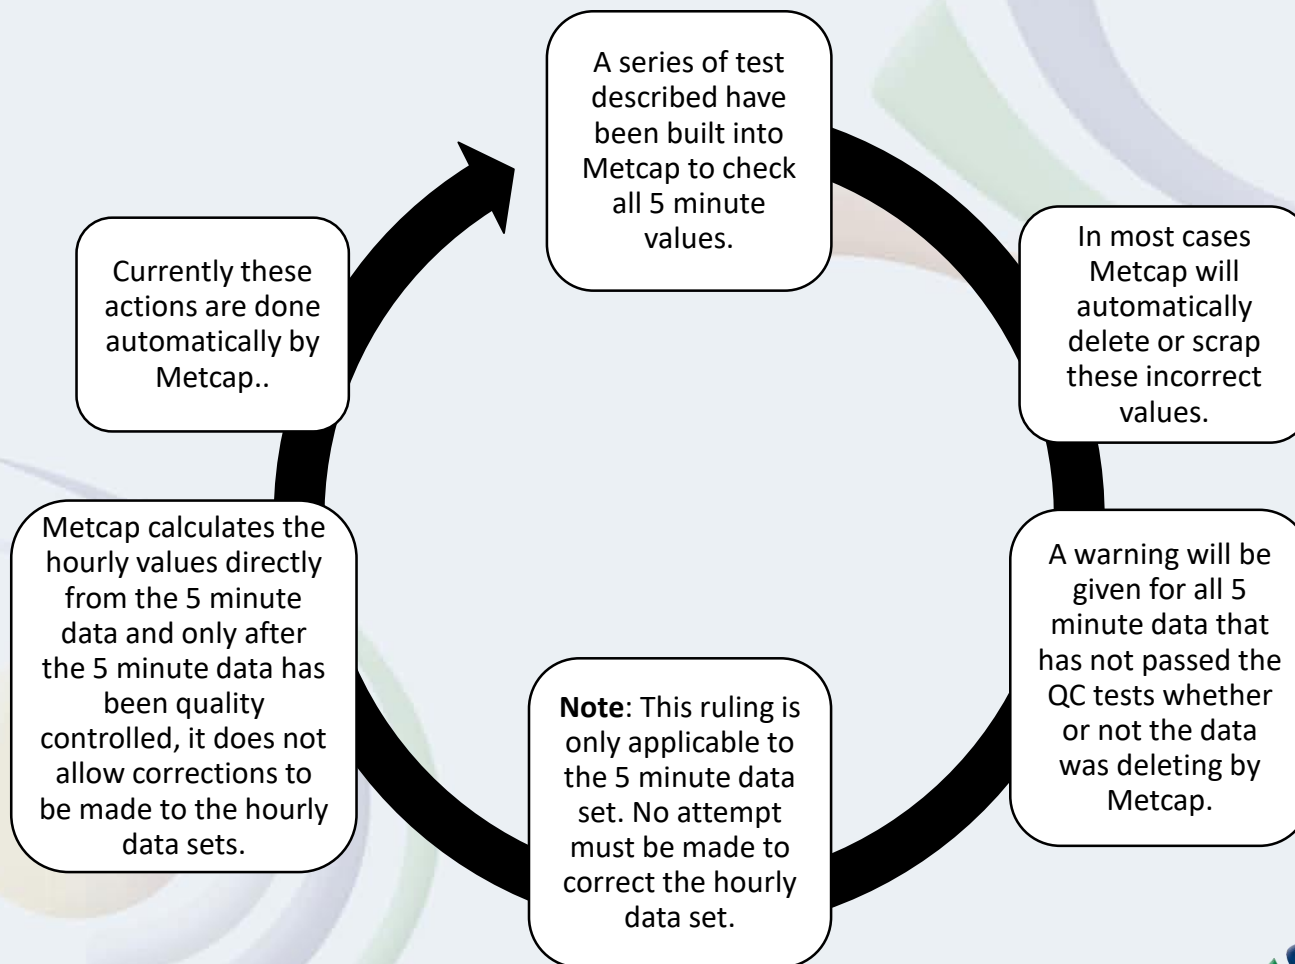 A series of test
described have
been built into
Metcap to check
all 5 minute
values.
In most cases
Metcap will
automatically
delete or scrap
these incorrect
values.
A warning will be
given for all 5
minute data that
has not passed the
QC tests whether
or not the data
was deleting by
Metcap.
Note: This ruling is
only applicable to
the 5 minute data
set. No attempt
must be made to
correct the hourly
data set.
Metcap calculates the
hourly values directly
from the 5 minute
data and only after
the 5 minute data has
been quality
controlled, it does not
allow corrections to
be made to the hourly
data sets.
Currently these
actions are done
automatically by
Metcap..